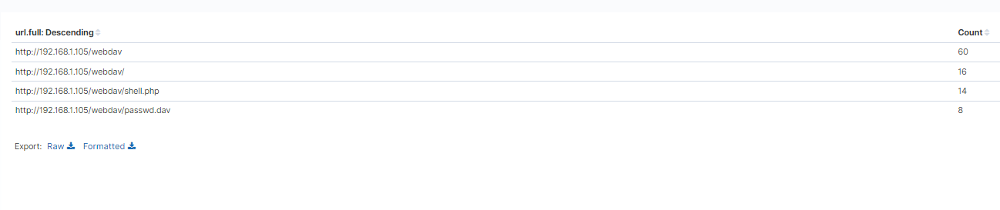 url.full: Descending Count
http://192.168.1.105/webdav 60
http://192.168.1.105/webdav/ 16
http://192.168.1.105/webdav/shell.php 14
http://192.168.1.105/webdav/passwd.dav 8
Export: Raw Formatted